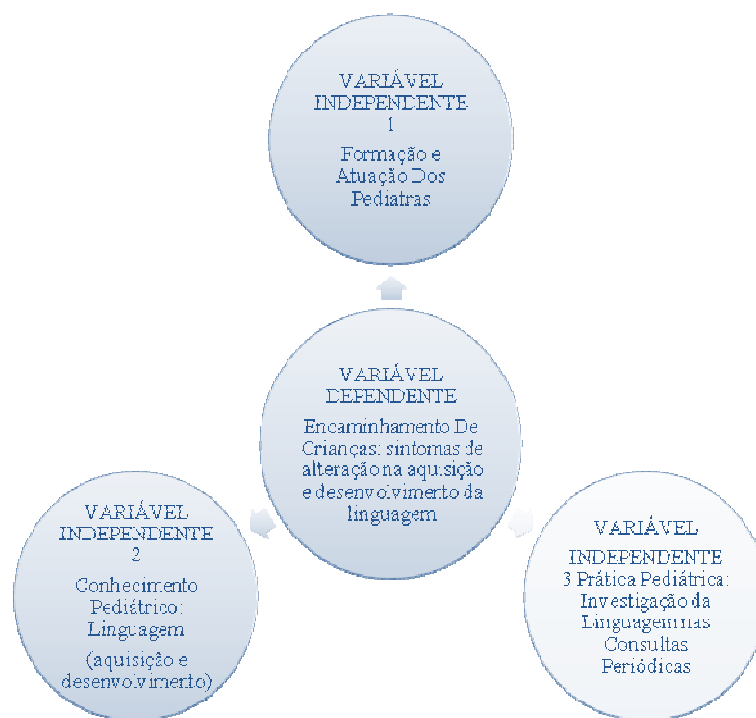 VARIÁVEL
INDEPENDENTE
1
Formação e
Atuação Dos
Pediatras
VARIÁVEL
DEPENDENTE
Encaminhamento De
Crianças: sintomas de
alteração na aquisição
e desenvolvimento da
linguagem
VARIÁVEL
INDEPENDENTE
2
Conhecimento
Pediátrico:
Linguagem
(aquisição e
desenvolvimento)
VARIÁVEL
INDEPENDENTE
3 Prática Pediátrica:
Investigação da
Linguagem nas
Consultas
Periódicas